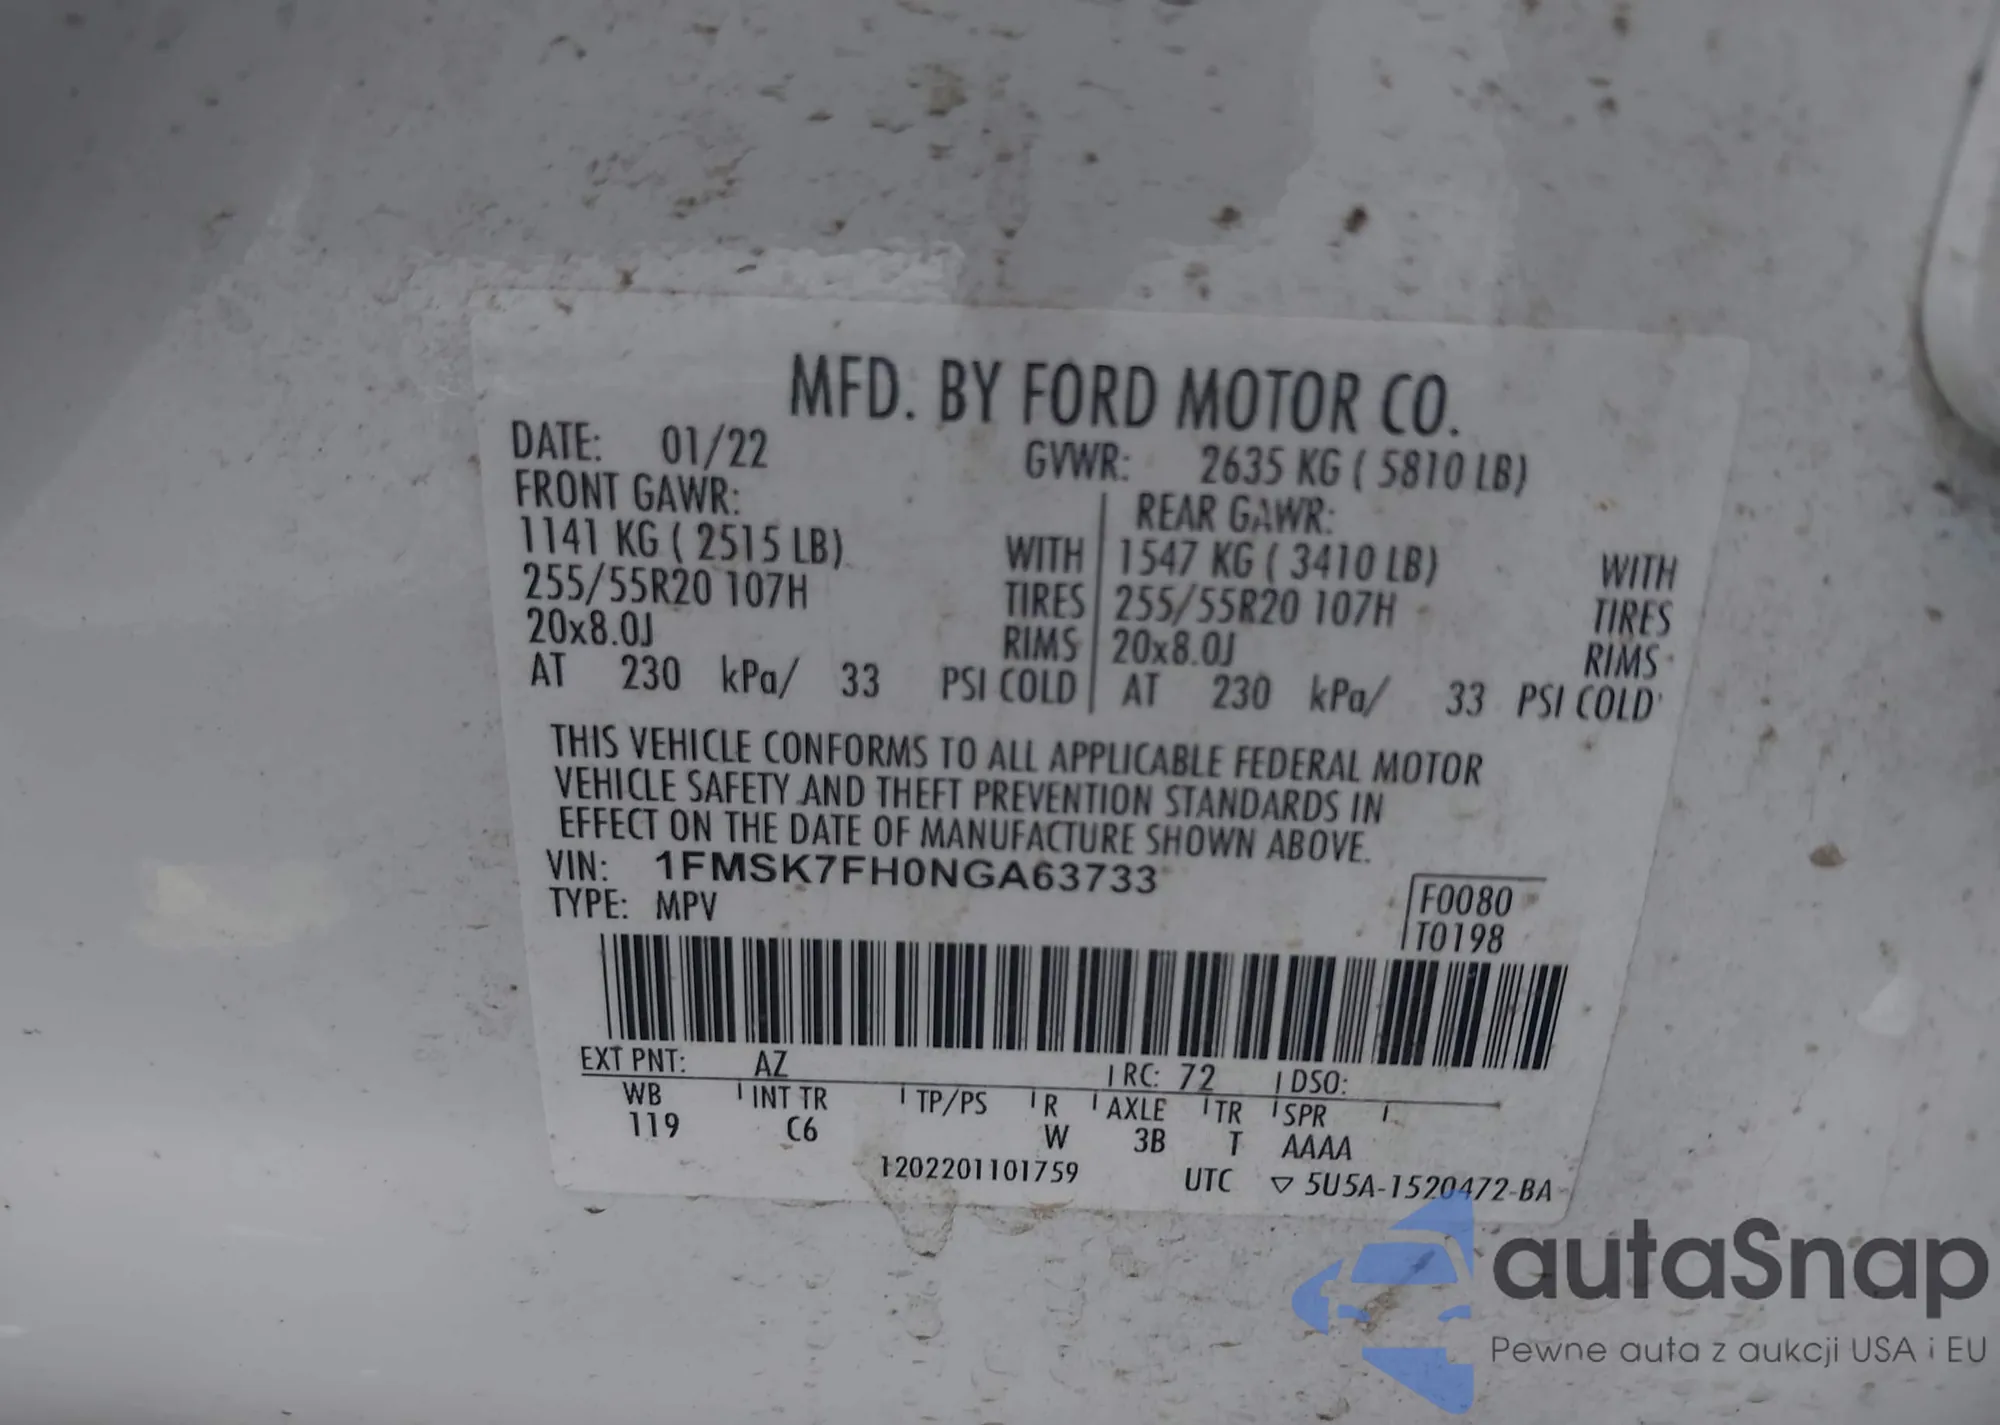 MFD. BY FORD MOTOR CO.
DATE: 01/22 GVWR: 2635 KG ( 5810 LB)
FRONT GAWR: REAR GAWR:
1141 KG ( 2515 LB) WITH 1547 KG ( 3410 LB) WITH
255/55R20 107H TIRES 255/55R20 107H TIRES
20x8.0J RIMS 20x8.0J RIMS
AT 230 kPa/ 33 PSI COLD AT 230 kPa/ 33 PSI COLD
THIS VEHICLE CONFORMS TO ALL APPLICABLE FEDERAL MOTOR
VEHICLE SAFETY AND THEFT PREVENTION STANDARDS IN
EFFECT ON THE DATE OF MANUFACTURE SHOWN ABOVE.
VIN: 1FMSK7FH0NGA63733
TYPE: MPV
F0080
T0198
EXT PNT: AZ RC: 72 DSO:
WB INT TR TP/PS R AXLE TR SPR
119 C6 W 3B T AAAA
1202201101759 UTC ▽ 5U5A-1520472-BA
autaSnap
Pewne auta z aukcji USA i EU